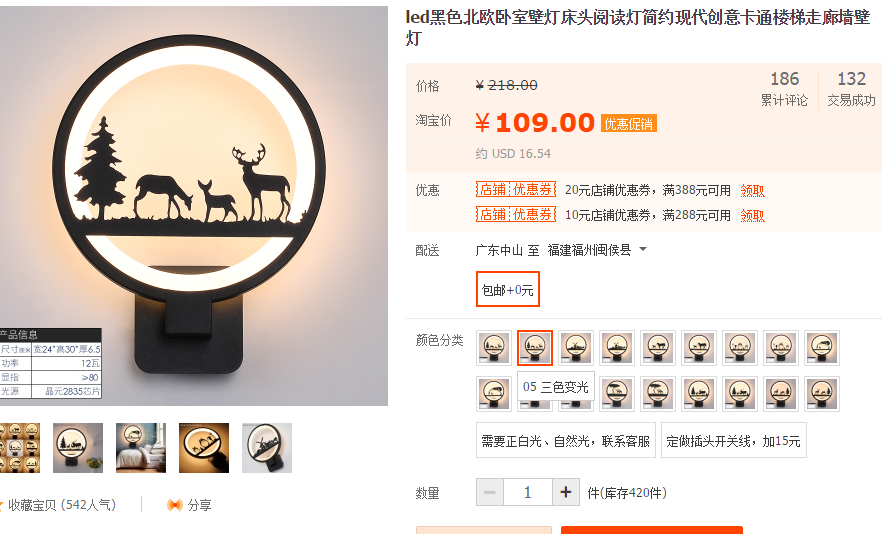 led黑色北欧卧室壁灯床头阅读灯简约现代创意卡通楼梯走廊墙壁
灯
价格
¥ 218.00
186
累计评论
132
交易成功
淘宝价
¥ 109.00 优惠促销
约 USD 16.54
优惠
店铺 优惠券 20元店铺优惠券，满388元可用 领取
店铺 优惠券 10元店铺优惠券，满288元可用 领取
配送
广东中山 至 福建福州闽侯县
包邮+0元
颜色分类
05 三色变光
需要正白光、自然光，联系客服
定做插头开关线，加15元
数量
− 1 + 件(库存420件)
产品信息
尺寸厘米 宽24*高30*厚6.5
功率 12瓦
显指 ≥80
光源 晶元2835芯片
收藏宝贝 (542人气)
分享